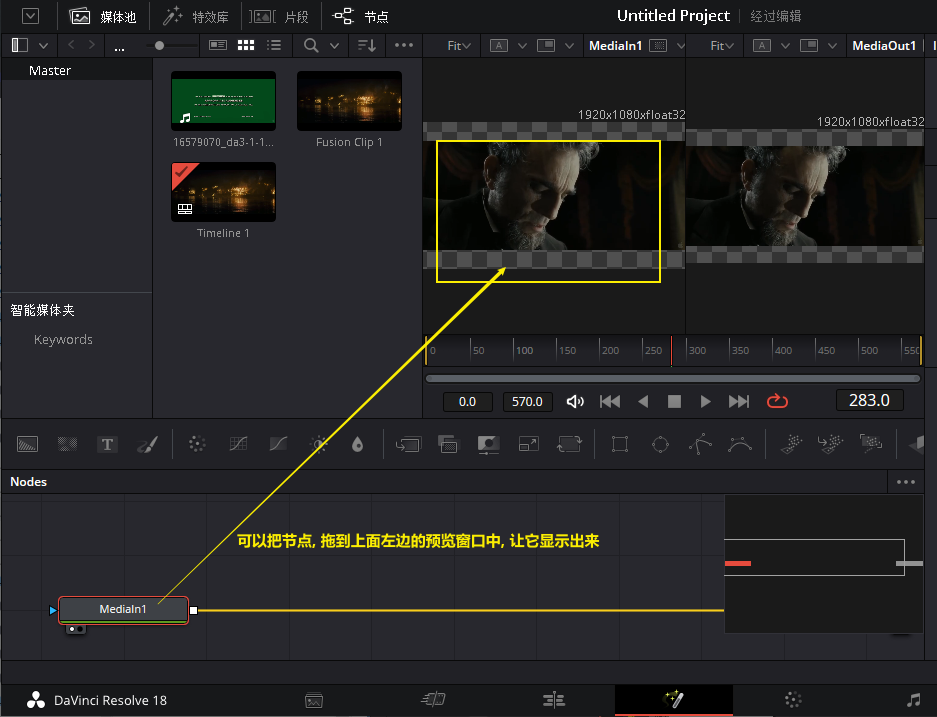 媒体池 特效库 片段 节点 Untitled Project 经过编辑
... Fit A MediaIn1 Fit A MediaOut1
Master
16579070_da3-1-1...
Fusion Clip 1
Timeline 1
智能媒体夹
Keywords
1920x1080xfloat32
1920x1080xfloat32
0 50 100 150 200 250 300 350 400 450 500 550
0.0 570.0 283.0
T
Nodes
可以把节点, 拖到上面左边的预览窗口中, 让它显示出来
MediaIn1
DaVinci Resolve 18